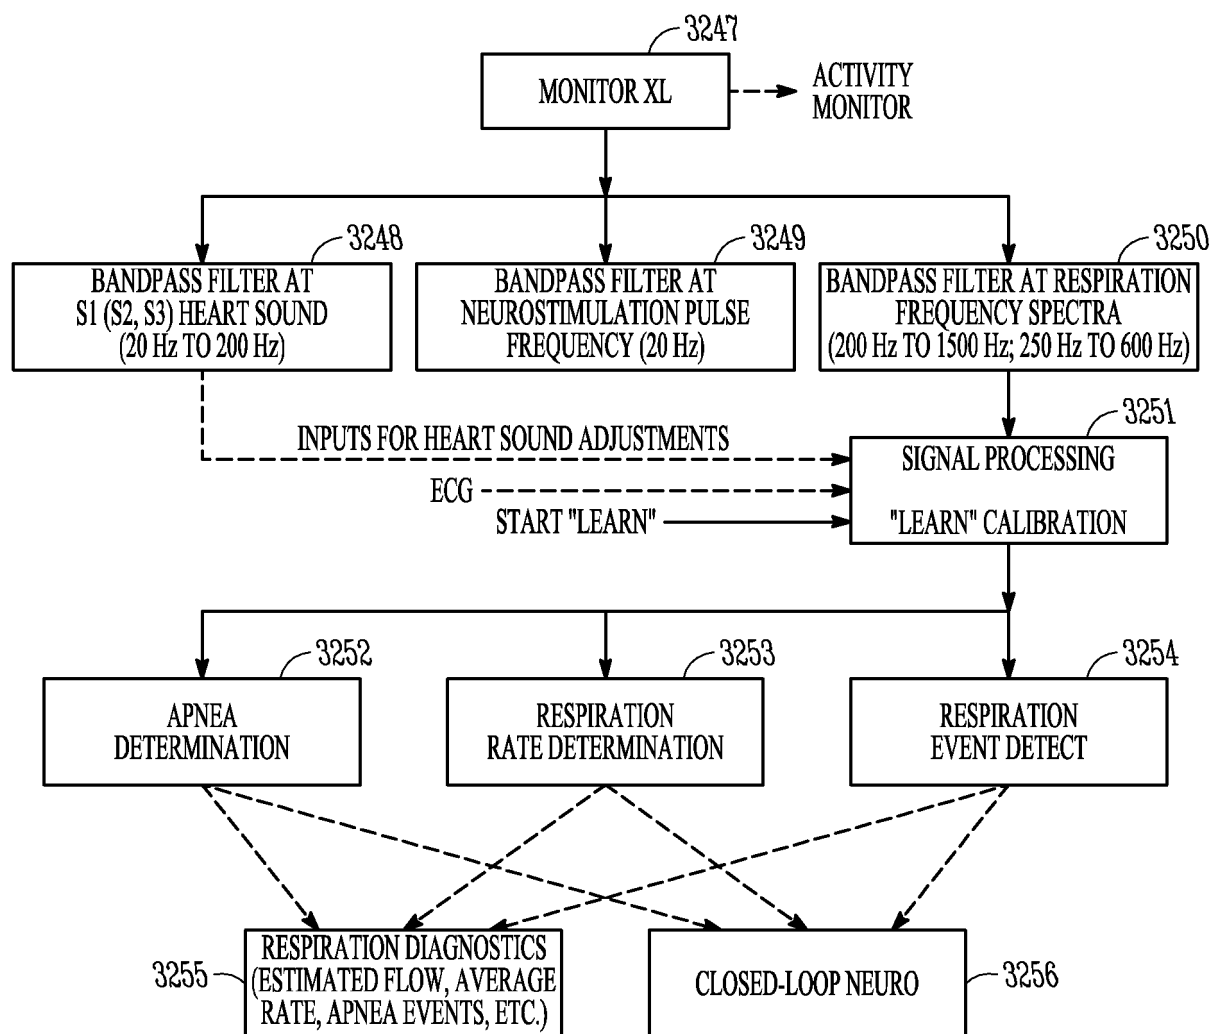 3247
MONITOR XL
ACTIVITY
MONITOR
3248
BANDPASS FILTER AT
S1 (S2, S3) HEART SOUND
(20 Hz TO 200 Hz)
3249
BANDPASS FILTER AT
NEUROSTIMULATION PULSE
FREQUENCY (20 Hz)
3250
BANDPASS FILTER AT RESPIRATION
FREQUENCY SPECTRA
(200 Hz TO 1500 Hz; 250 Hz TO 600 Hz)
INPUTS FOR HEART SOUND ADJUSTMENTS
ECG
START "LEARN"
3251
SIGNAL PROCESSING
"LEARN" CALIBRATION
3252
APNEA
DETERMINATION
3253
RESPIRATION
RATE DETERMINATION
3254
RESPIRATION
EVENT DETECT
3255
RESPIRATION DIAGNOSTICS
(ESTIMATED FLOW, AVERAGE
RATE, APNEA EVENTS, ETC.)
CLOSED-LOOP NEURO
3256